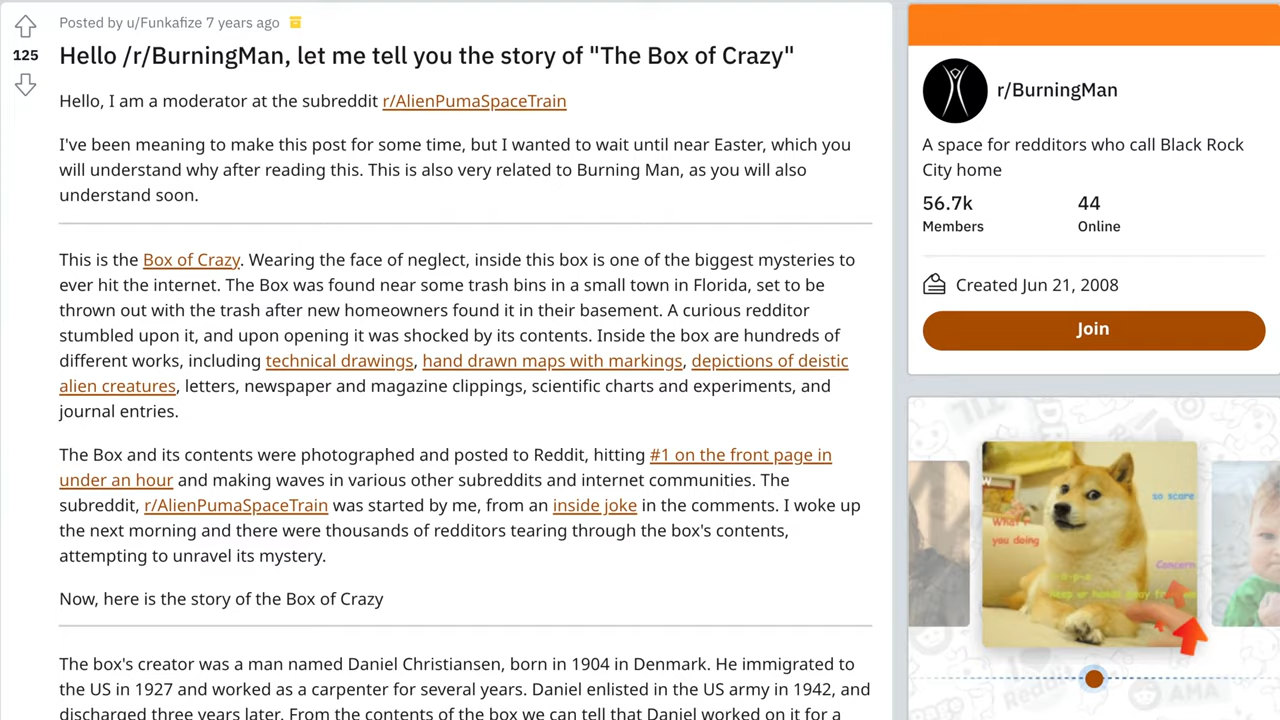 Posted by u/Funkafize 7 years ago
125
Hello /r/BurningMan, let me tell you the story of "The Box of Crazy"
Hello, I am a moderator at the subreddit r/AlienPumaSpaceTrain
I've been meaning to make this post for some time, but I wanted to wait until near Easter, which you
will understand why after reading this. This is also very related to Burning Man, as you will also
understand soon.
This is the Box of Crazy. Wearing the face of neglect, inside this box is one of the biggest mysteries to
ever hit the internet. The Box was found near some trash bins in a small town in Florida, set to be
thrown out with the trash after new homeowners found it in their basement. A curious redditor
stumbled upon it, and upon opening it was shocked by its contents. Inside the box are hundreds of
different works, including technical drawings, hand drawn maps with markings, depictions of deistic
alien creatures, letters, newspaper and magazine clippings, scientific charts and experiments, and
journal entries.
The Box and its contents were photographed and posted to Reddit, hitting #1 on the front page in
under an hour and making waves in various other subreddits and internet communities. The
subreddit, r/AlienPumaSpaceTrain was started by me, from an inside joke in the comments. I woke up
the next morning and there were thousands of redditors tearing through the box's contents,
attempting to unravel its mystery.
Now, here is the story of the Box of Crazy
The box's creator was a man named Daniel Christiansen, born in 1904 in Denmark. He immigrated to
the US in 1927 and worked as a carpenter for several years. Daniel enlisted in the US army in 1942, and
discharged three years later. From the contents of the box we can tell that Daniel worked on it for a
r/BurningMan
A space for redditors who call Black Rock
City home
56.7k
44
Members
Online
Created Jun 21, 2008
Join
so scare
What r
you doing
Concern
TIL
Reddit
AMA